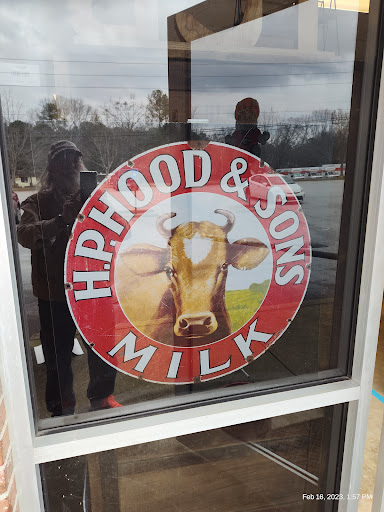 H.P. HOOD & SONS
MILK
Feb 16, 2023, 1:57 PM